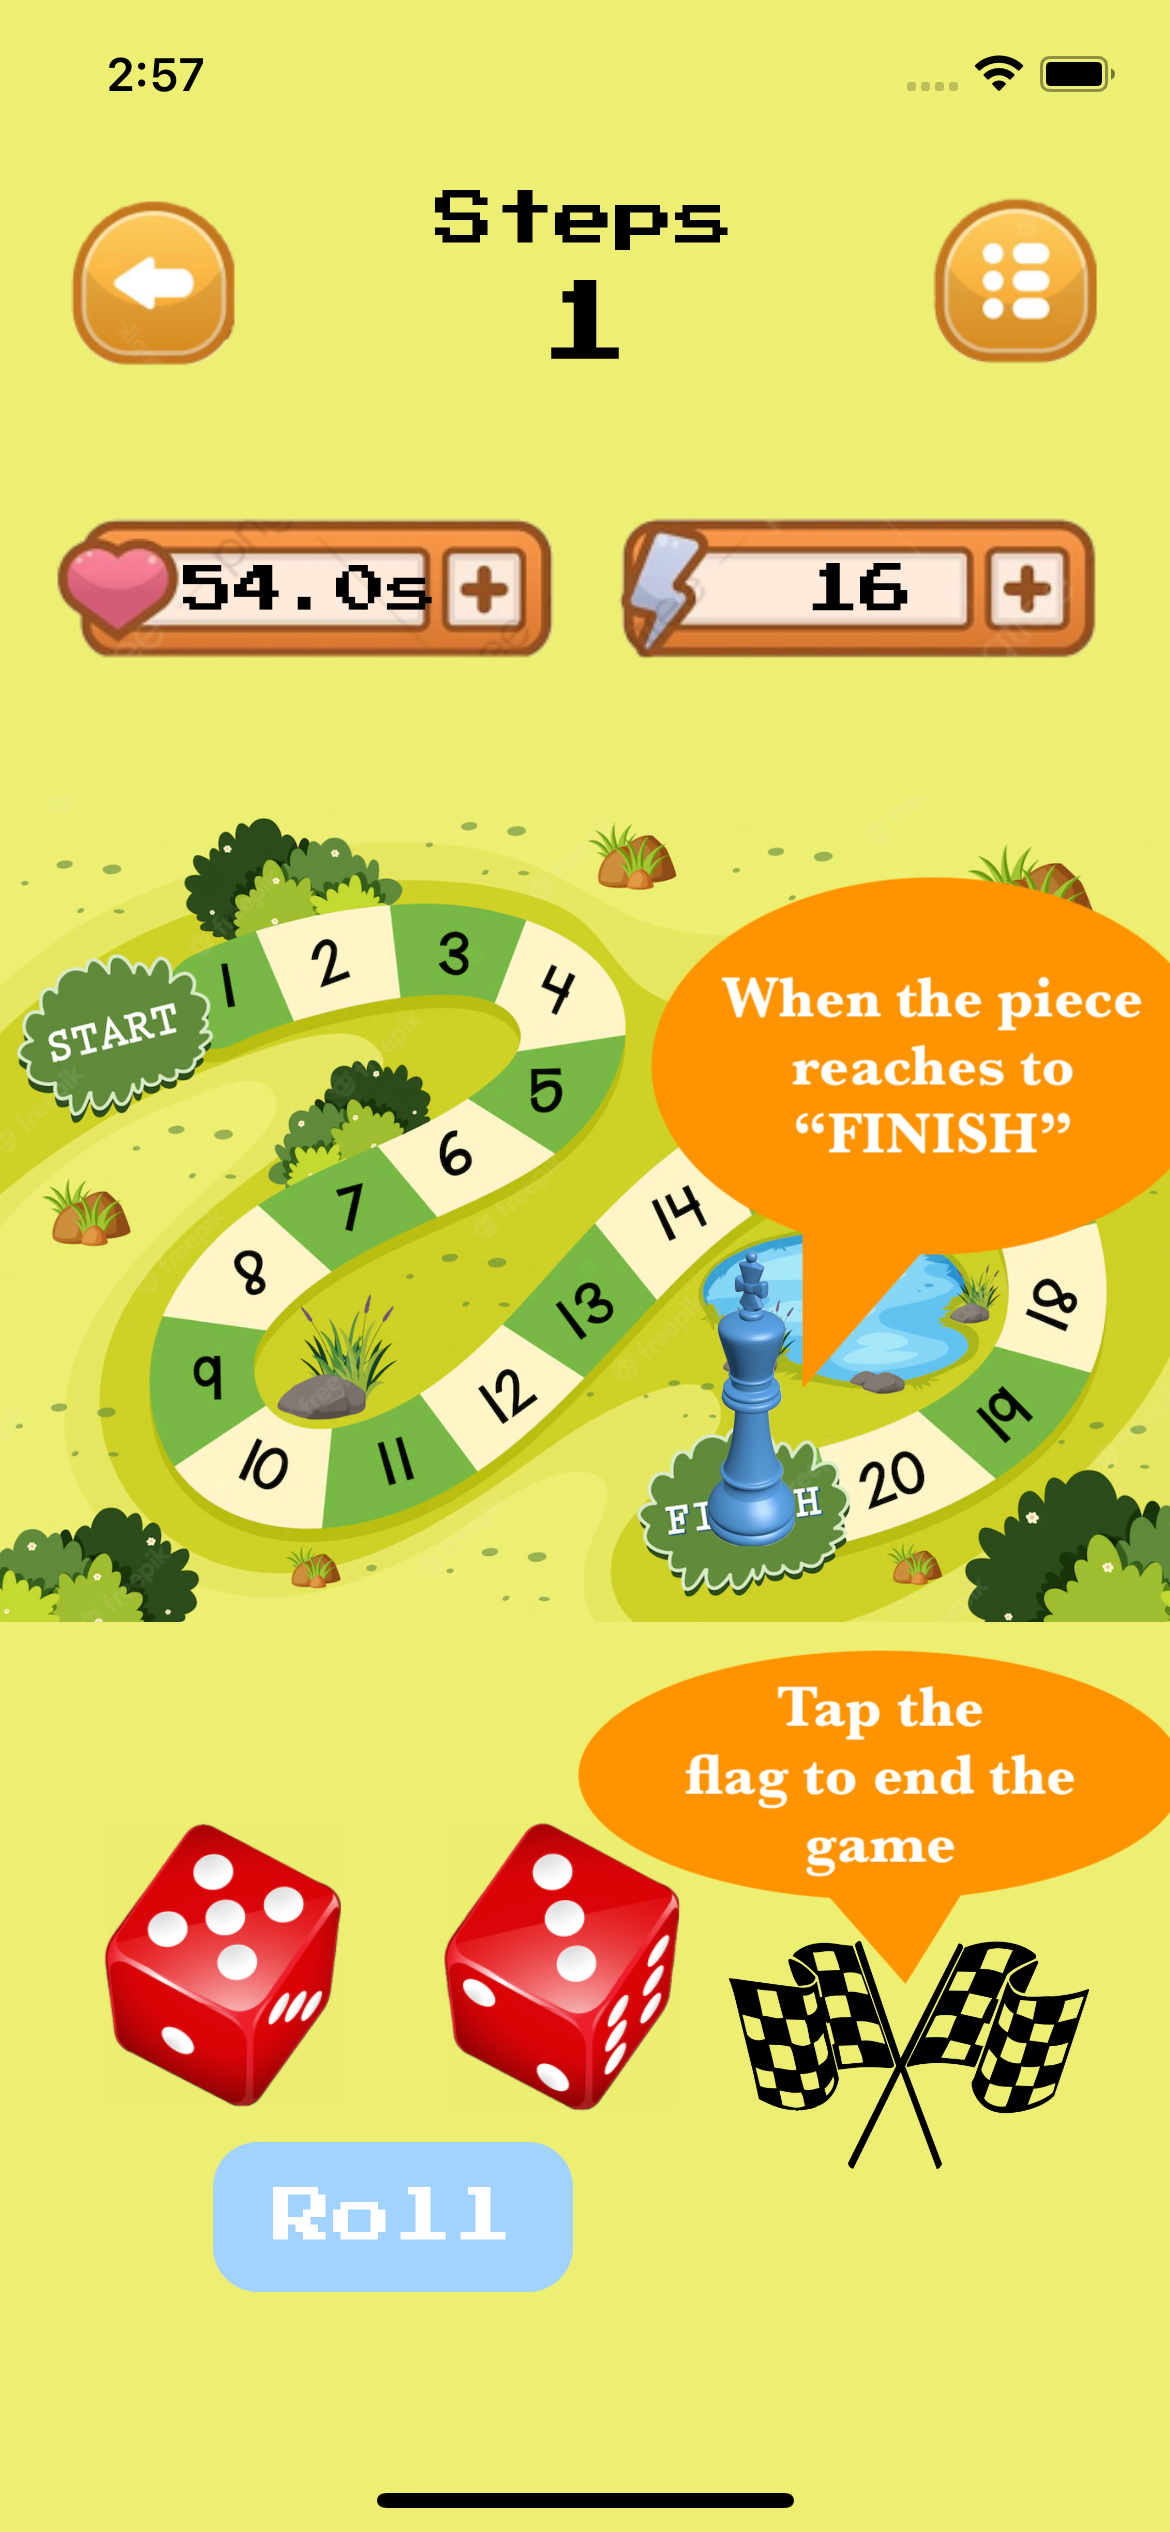 2:57
Steps
1
54.0s
16
START
1
2
3
4
5
6
7
8
9
10
11
12
13
14
When the piece
reaches to
“FINISH”
18
19
20
Tap the
flag to end the
game
Roll